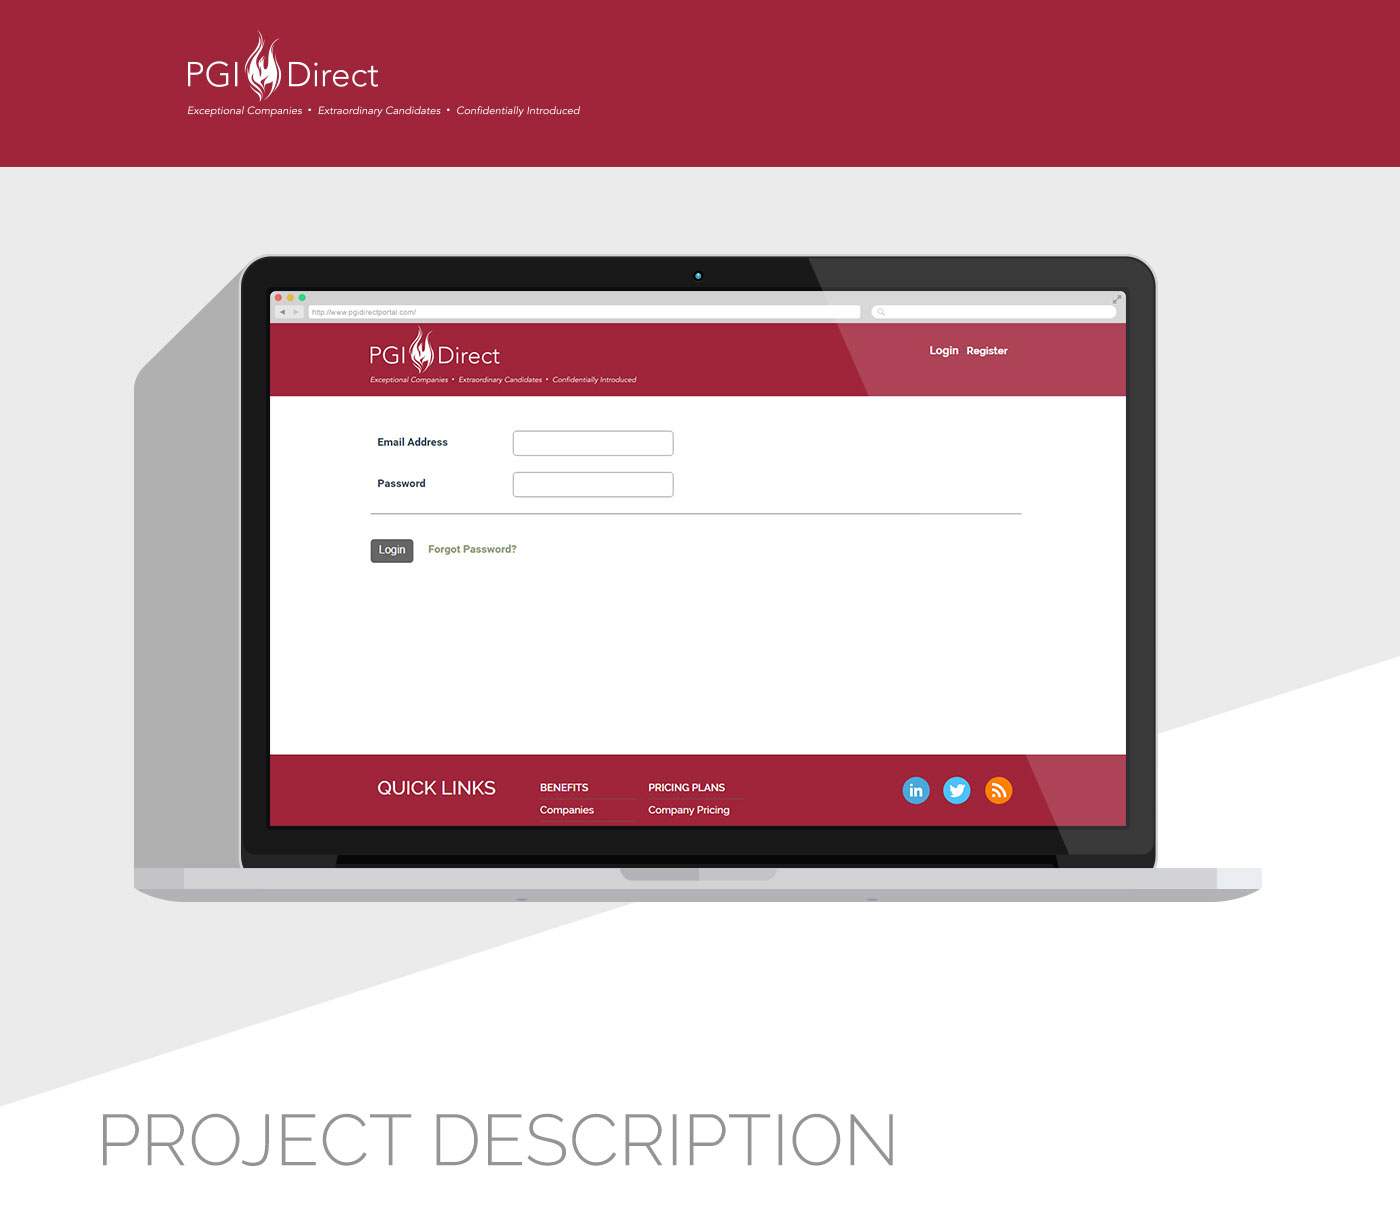 PGI Direct
Exceptional Companies • Extraordinary Candidates • Confidentially Introduced
http://www.pgidirectportal.com/
PGI Direct
Exceptional Companies • Extraordinary Candidates • Confidentially Introduced
Login Register
Email Address
Password
Login Forgot Password?
QUICK LINKS
BENEFITS
Companies
PRICING PLANS
Company Pricing
in
PROJECT DESCRIPTION